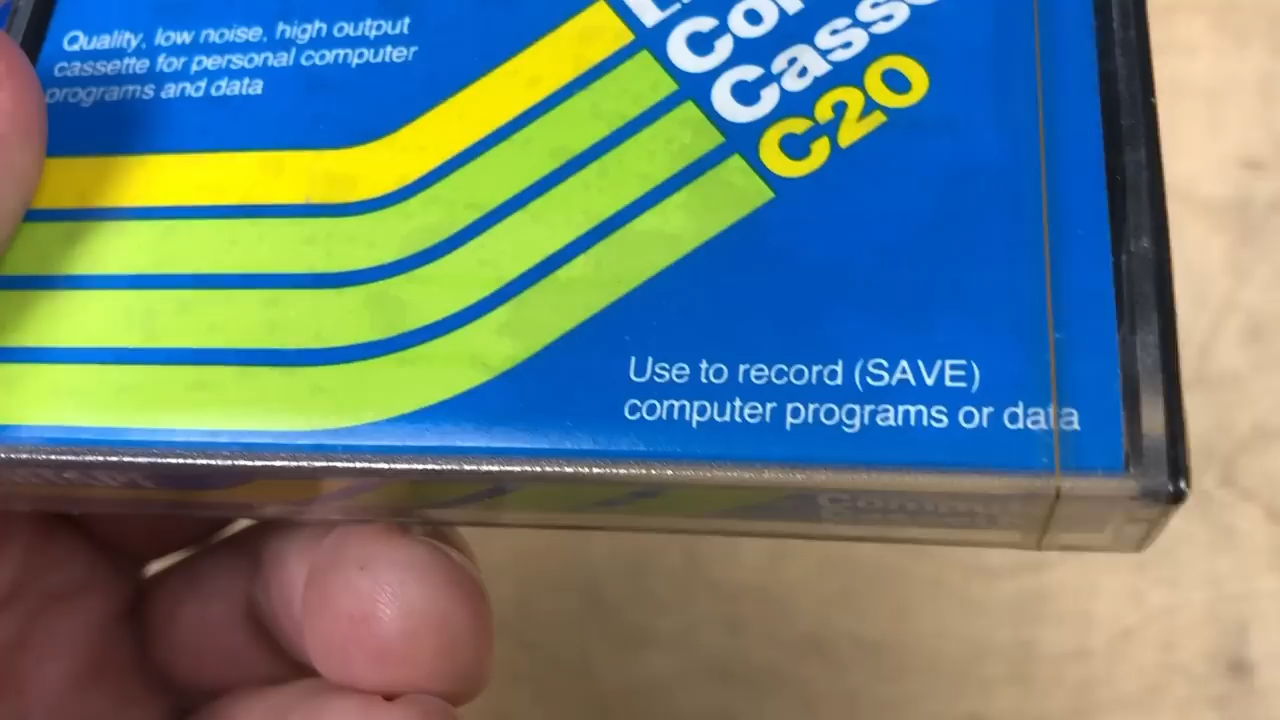 Quality, low noise, high output
cassette for personal computer
programs and data
C20
Use to record (SAVE)
computer programs or data